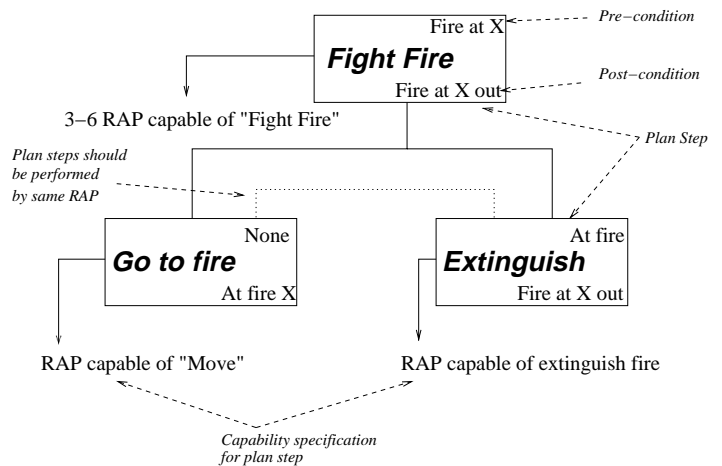 Fire at X
Pre−condition
Fight Fire
Fire at X out
Post−condition
3−6 RAP capable of "Fight Fire"
Plan Step
Plan steps should
be performed
by same RAP
None
Go to fire
At fire X
At fire
Extinguish
Fire at X out
RAP capable of "Move"
RAP capable of extinguish fire
Capability specification
for plan step